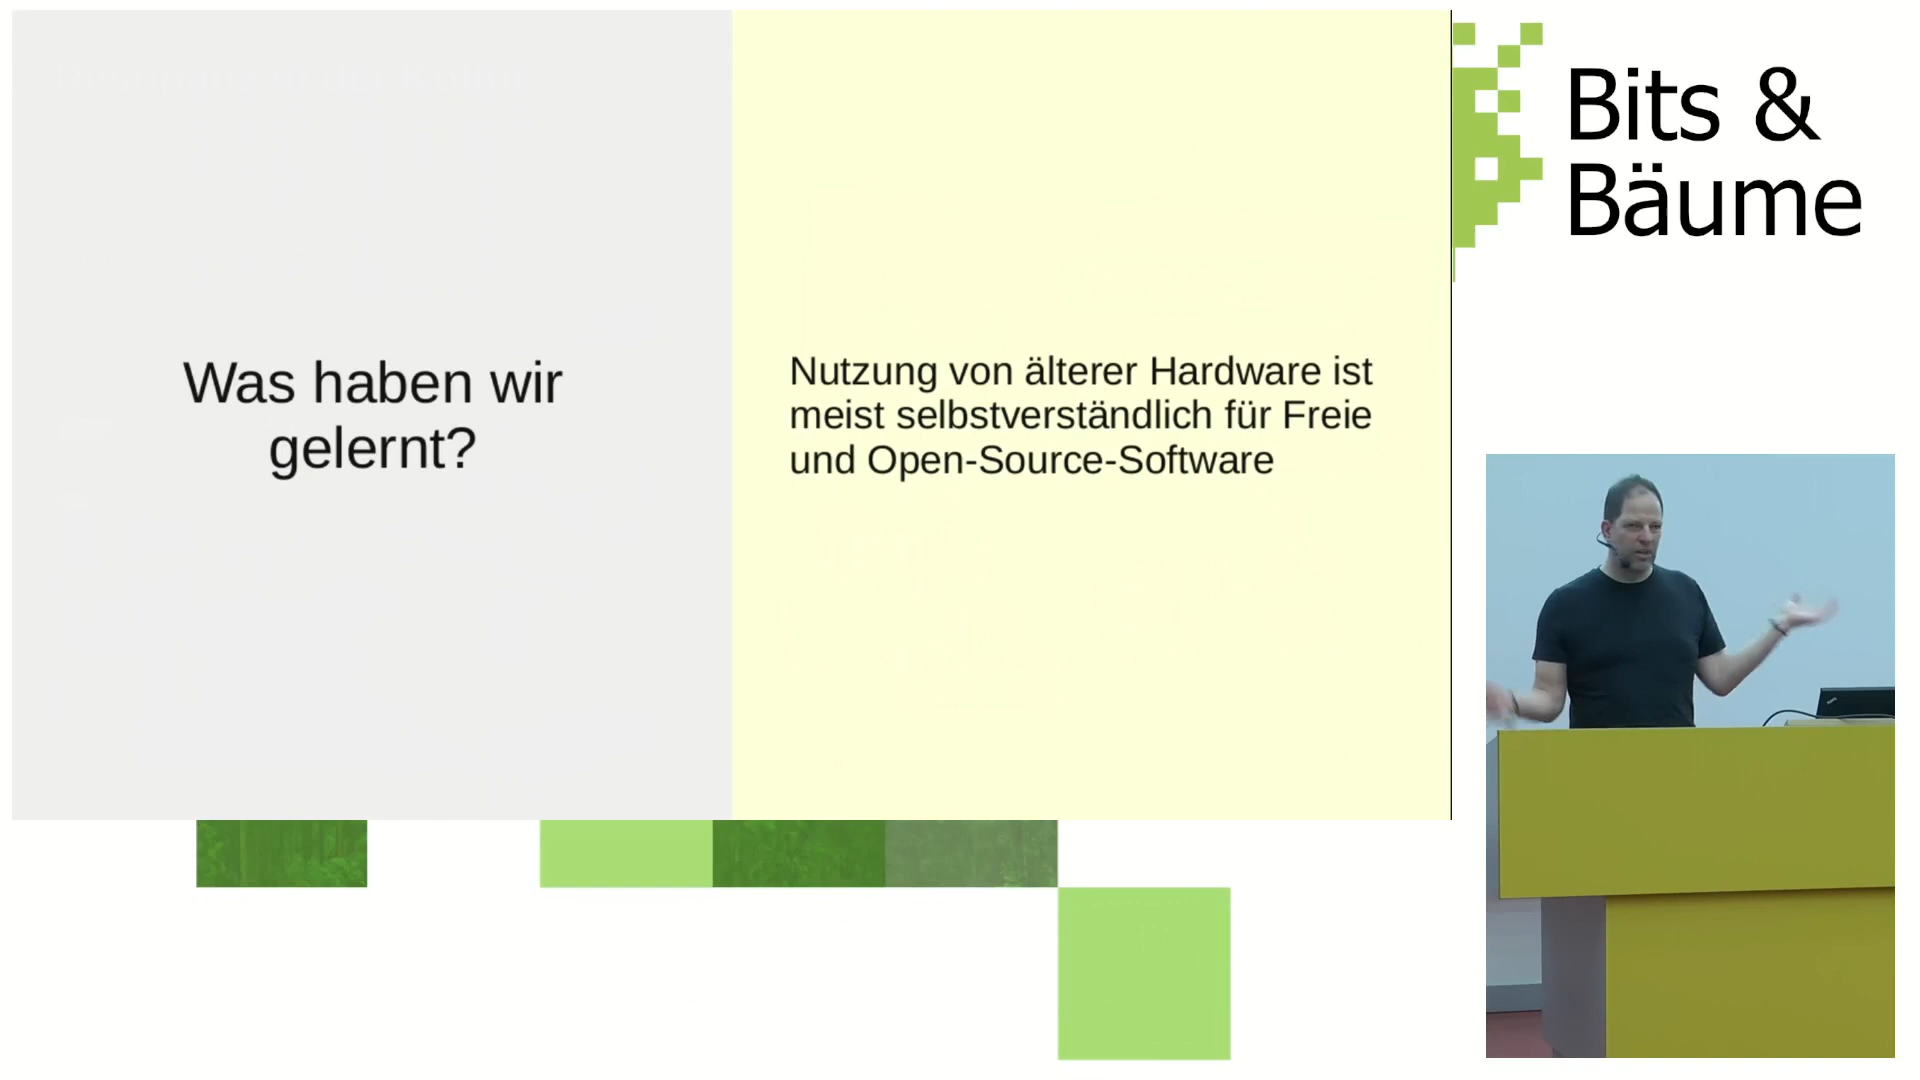 Was haben wir
gelernt?
Nutzung von älterer Hardware ist
meist selbstverständlich für Freie
und Open-Source-Software
Bits &
Bäume